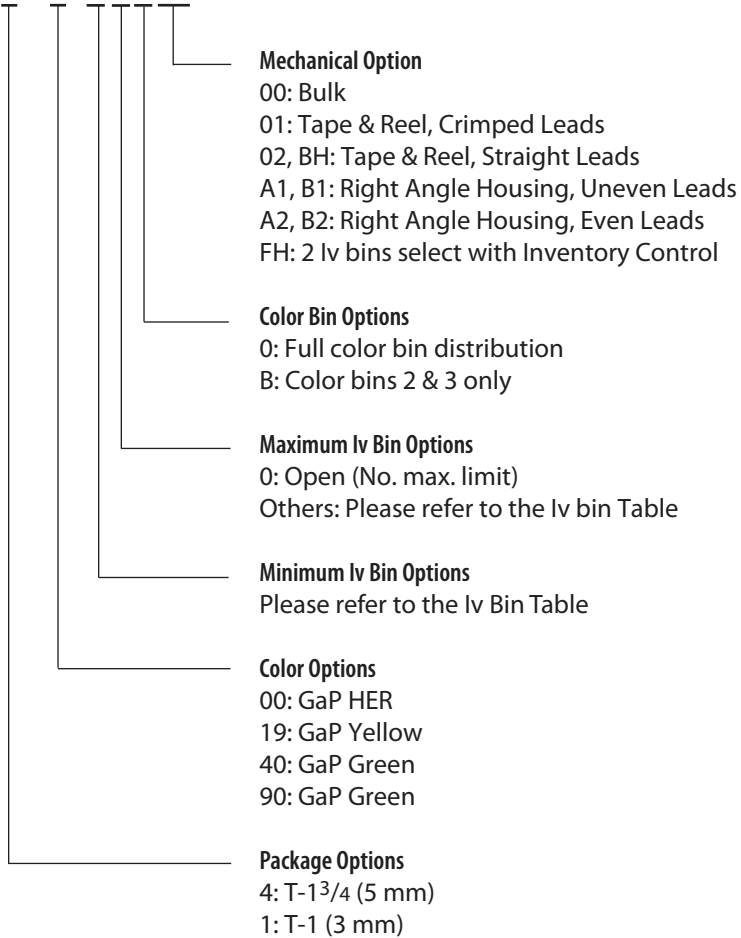 Mechanical Option
00: Bulk
01: Tape & Reel, Crimped Leads
02, BH: Tape & Reel, Straight Leads
A1, B1: Right Angle Housing, Uneven Leads
A2, B2: Right Angle Housing, Even Leads
FH: 2 Iv bins select with Inventory Control
Color Bin Options
0: Full color bin distribution
B: Color bins 2 & 3 only
Maximum Iv Bin Options
0: Open (No. max. limit)
Others: Please refer to the Iv bin Table
Minimum Iv Bin Options
Please refer to the Iv Bin Table
Color Options
00: GaP HER
19: GaP Yellow
40: GaP Green
90: GaP Green
Package Options
4: T-13/4 (5 mm)
1: T-1 (3 mm)